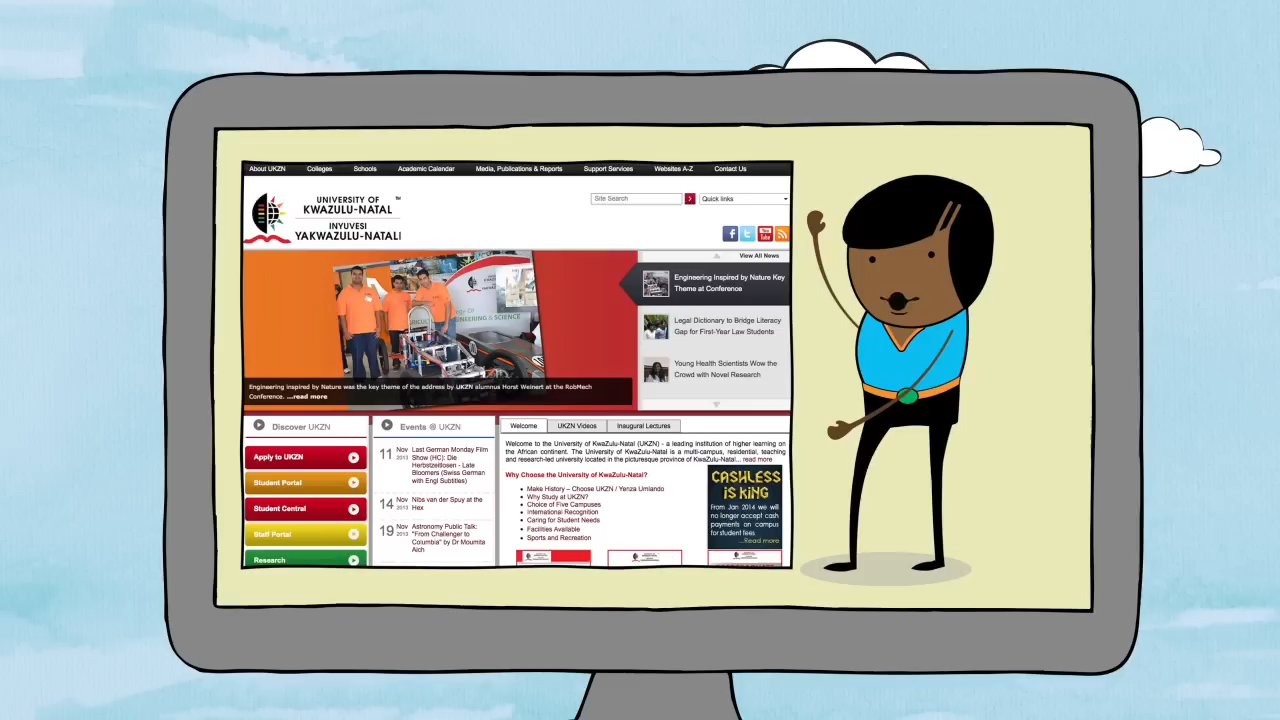 About UKZN Colleges Schools Academic Calendar Media, Publications & Reports Support Services Websites A-Z Contact Us
UNIVERSITY OF ™
KWAZULU-NATAL
INYUVESI
YAKWAZULU-NATALI
Site Search
Quick links
You
Tube
View All News
Engineering Inspired by Nature Key
Theme at Conference
Legal Dictionary to Bridge Literacy
Gap for First-Year Law Students
Young Health Scientists Wow the
Crowd with Novel Research
ENGINEERING & SCIENCE
Engineering inspired by Nature was the key theme of the address by UKZN alumnus Horst Weinert at the RobMech
Conference. ...read more
Discover UKZN
Apply to UKZN
Student Portal
Student Central
Staff Portal
Research
Events @ UKZN
11 Nov 2013 Last German Monday Film
Show (HC): Die
Herbstzeitlosen - Late
Bloomers (Swiss German
with Engl Subtitles)
14 Nov 2013 Nibs van der Spuy at the
Hex
19 Nov 2013 Astronomy Public Talk:
"From Challenger to
Columbia" by Dr Moumita
Aich
Welcome UKZN Videos Inaugural Lectures
Welcome to the University of KwaZulu-Natal (UKZN) - a leading institution of higher learning on
the African continent. The University of KwaZulu-Natal is a multi-campus, residential, teaching
and research-led university located in the picturesque province of KwaZulu-Natal... read more
Why Choose the University of KwaZulu-Natal?
Make History – Choose UKZN / Yenza Umlando
Why Study at UKZN?
Choice of Five Campuses
International Recognition
Caring for Student Needs
Facilities Available
Sports and Recreation
CASHLESS
IS KING
From Jan 2014 we will
no longer accept cash
payments on campus
for student fees
...Read more